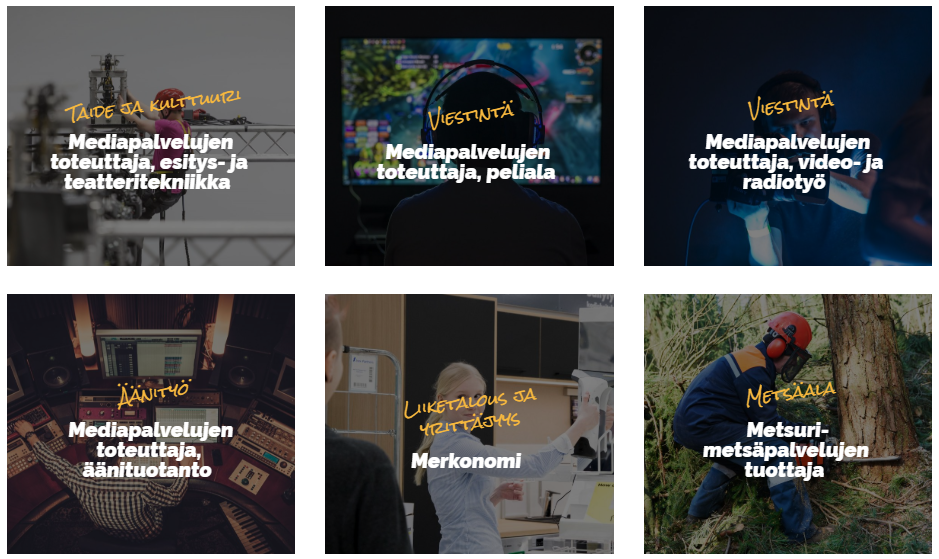 Taide ja kulttuuri
Mediapalvelujen
toteuttaja, esitys- ja
teatteritekniikka
Viestintä
Mediapalvelujen
toteuttaja, peliala
Viestintä
Mediapalvelujen
toteuttaja, video- ja
radiotyö
Äänityö
Mediapalvelujen
toteuttaja,
äänituotanto
Liiketalous ja
yrittäjyys
Merkonomi
Metsäala
Metsuri-
metsäpalvelujen
tuottaja